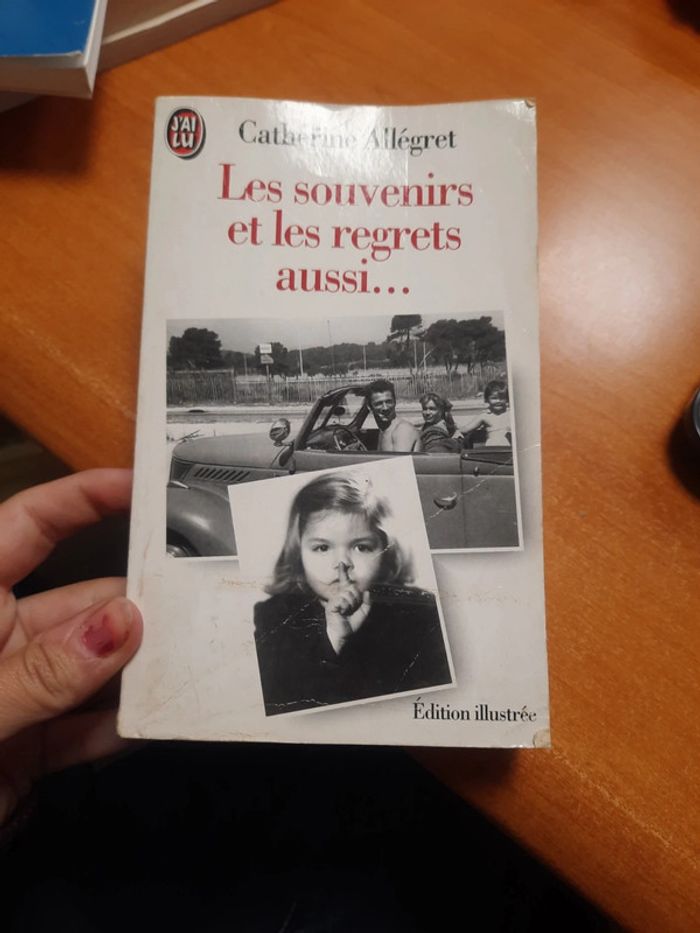 J'AI
LU
Catherine Allégret
Les souvenirs
et les regrets
aussi...
Édition illustrée